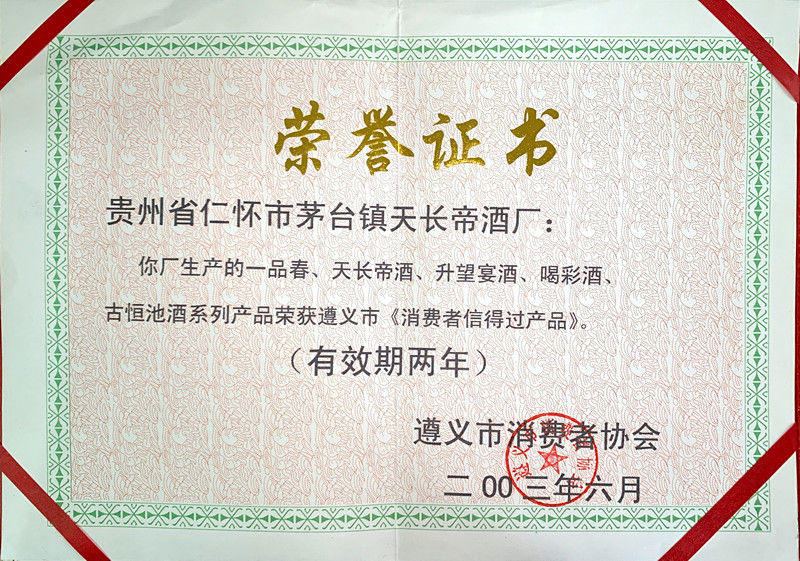 荣誉证书
贵州省仁怀市茅台镇天长帝酒厂：
你厂生产的一品春、天长帝酒、升望宴酒、喝彩酒、
古恒池酒系列产品荣获遵义市《消费者信得过产品》。
（有效期两年）
遵义市消费者协会
二00三年六月